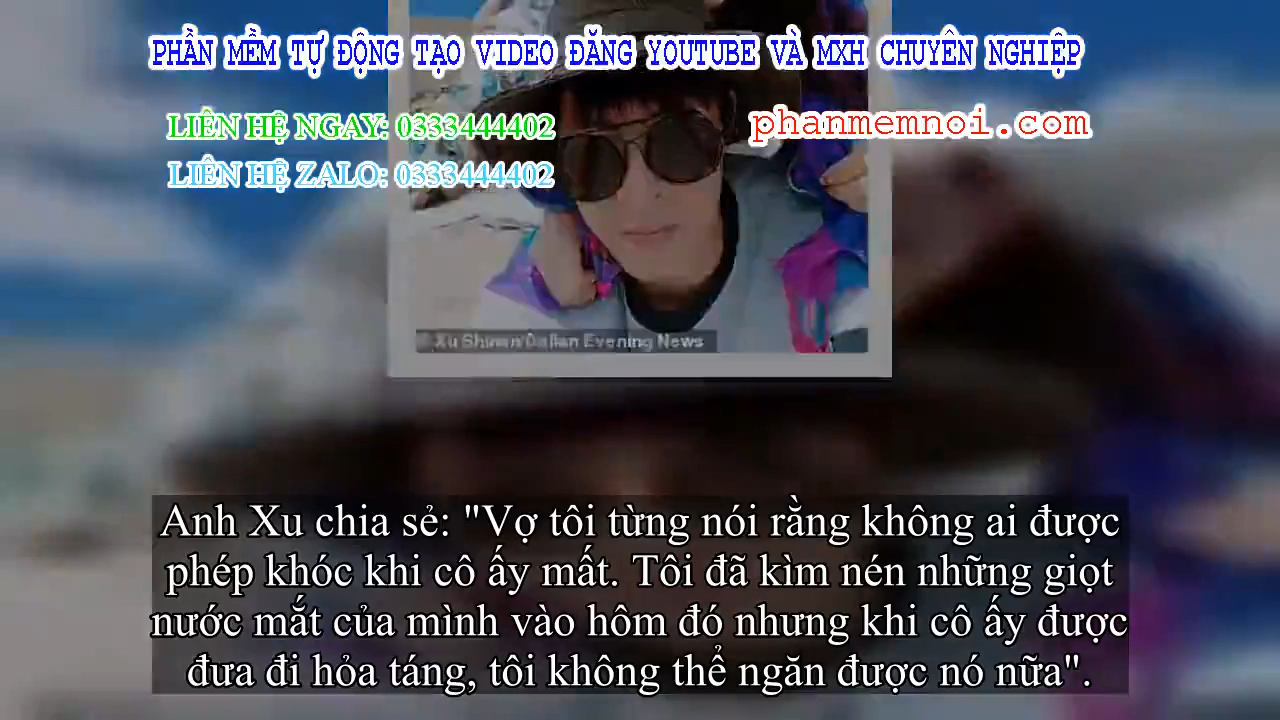 PHẦN MỀM TỰ ĐỘNG TẠO VIDEO ĐĂNG YOUTUBE VÀ MXH CHUYÊN NGHIỆP
LIÊN HỆ NGAY: 0333444402
phanmemnoi.com
LIÊN HỆ ZALO: 0333444402
Xu Shinan/Dalian Evening News
Anh Xu chia sẻ: "Vợ tôi từng nói rằng không ai được
phép khóc khi cô ấy mất. Tôi đã kìm nén những giọt
nước mắt của mình vào hôm đó nhưng khi cô ấy được
đưa đi hỏa táng, tôi không thể ngăn được nó nữa".